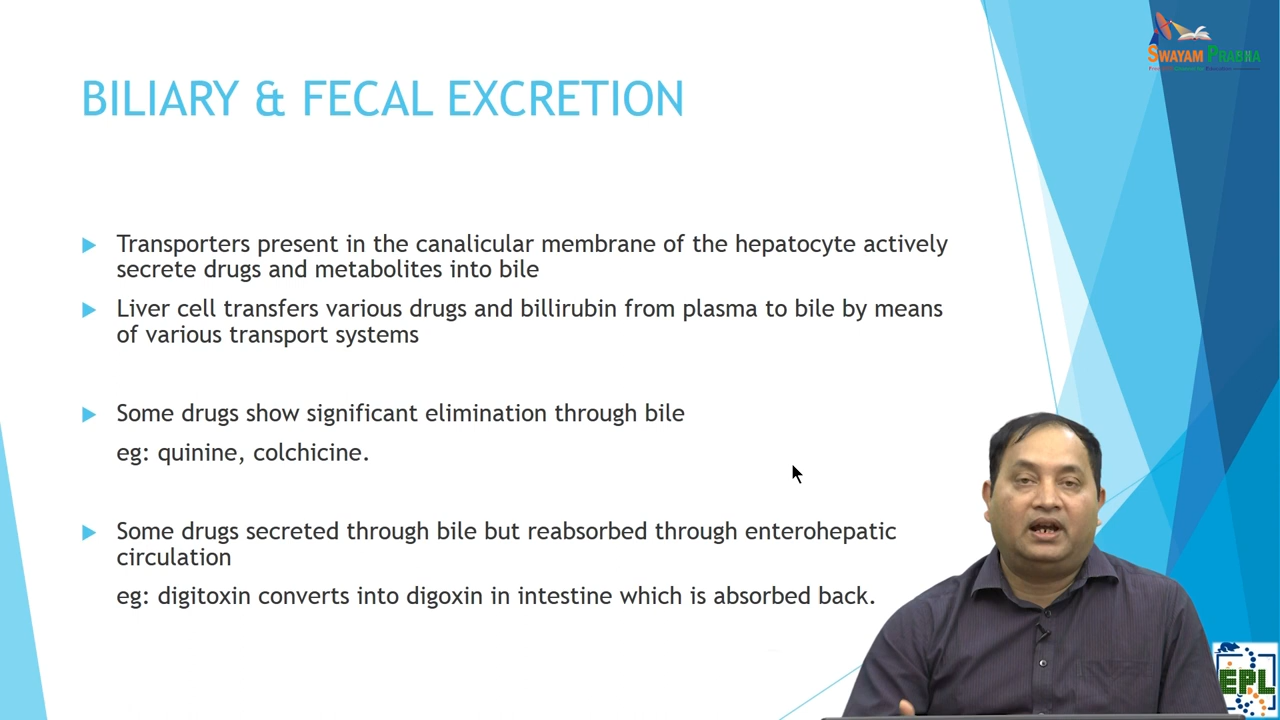 SWAYAM PRABHA
BILIARY & FECAL EXCRETION
Transporters present in the canalicular membrane of the hepatocyte actively
secrete drugs and metabolites into bile
Liver cell transfers various drugs and billirubin from plasma to bile by means
of various transport systems
Some drugs show significant elimination through bile
eg: quinine, colchicine.
Some drugs secreted through bile but reabsorbed through enterohepatic
circulation
eg: digitoxin converts into digoxin in intestine which is absorbed back.
EPL